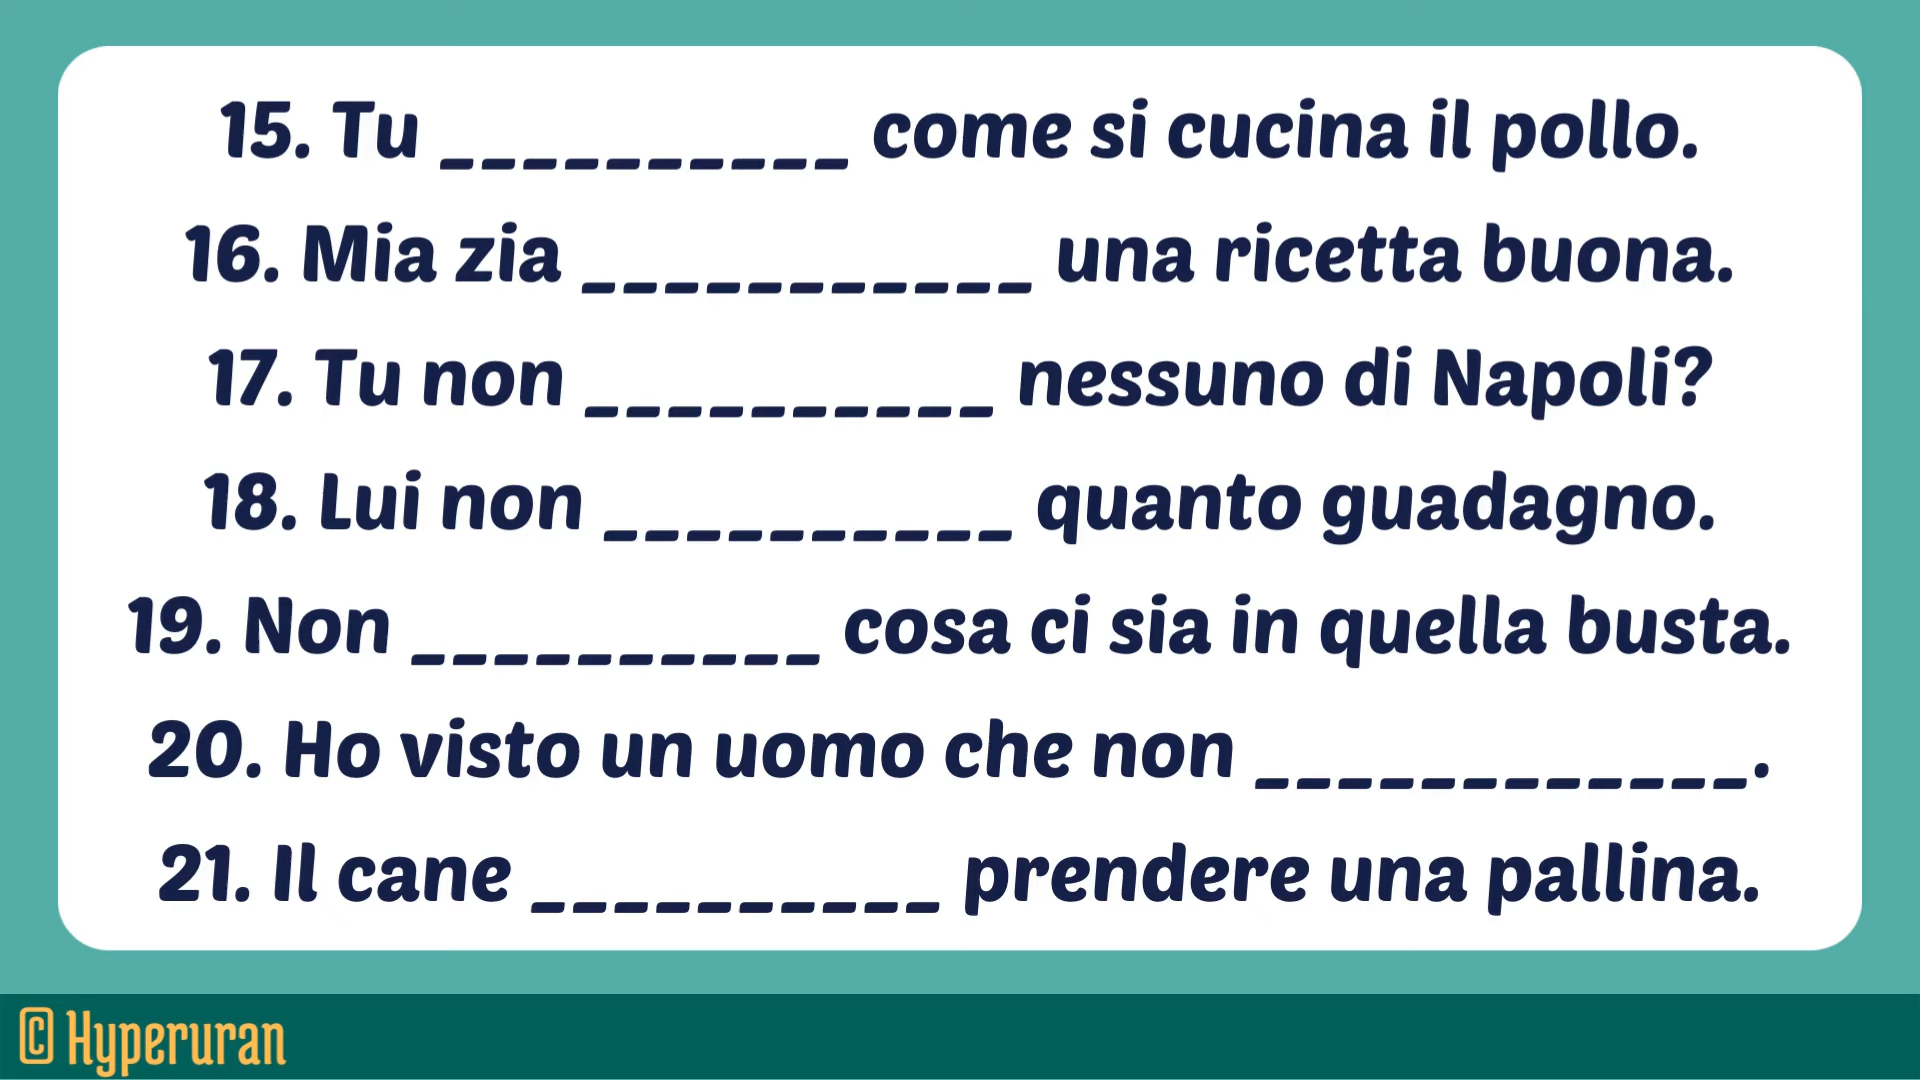 15. Tu __________ come si cucina il pollo.
16. Mia zia ___________ una ricetta buona.
17. Tu non __________ nessuno di Napoli?
18. Lui non __________ quanto guadagno.
19. Non __________ cosa ci sia in quella busta.
20. Ho visto un uomo che non ____________.
21. Il cane __________ prendere una pallina.
© Hyperuran